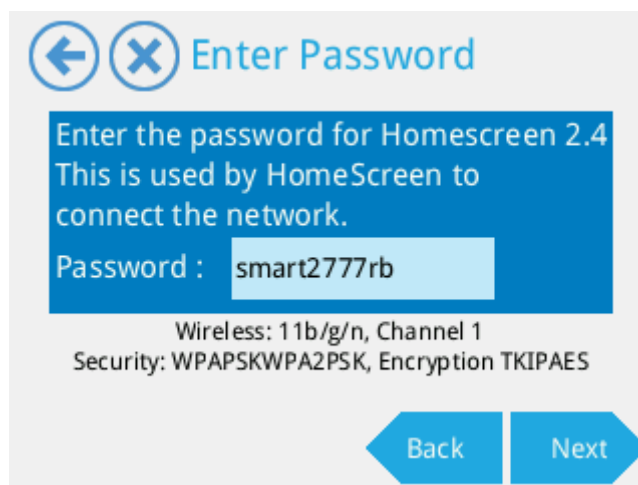 Enter Password
Enter the password for Homescreen 2.4
This is used by HomeScreen to
connect the network.
Password : smart2777rb
Wireless: 11b/g/n, Channel 1
Security: WPAPSKWPA2PSK, Encryption TKIPAES
Back Next